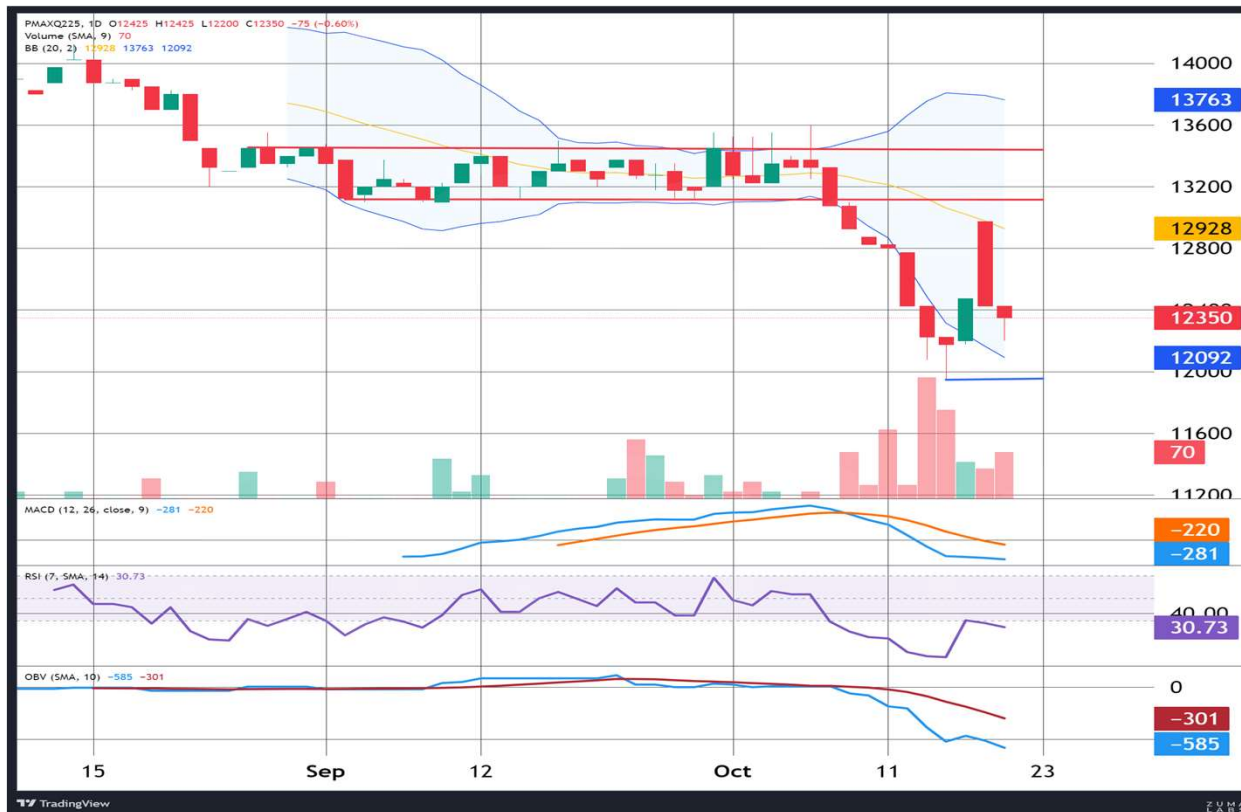 PMAXQ225, 1D O12425 H12425 L12200 C12350 −75 (−0.60%)
Volume (SMA, 9) 70
BB (20, 2) 12928 13763 12092
14000
13763
13600
13200
12928
12800
12350
12092
12000
11600
70
11200
MACD (12, 26, close, 9) −281 −220
−220
−281
RSI (7, SMA, 14) 30.73
40.00
30.73
OBV (SMA, 10) −585 −301
0
−301
−585
15 Sep 12 Oct 11 23
TradingView